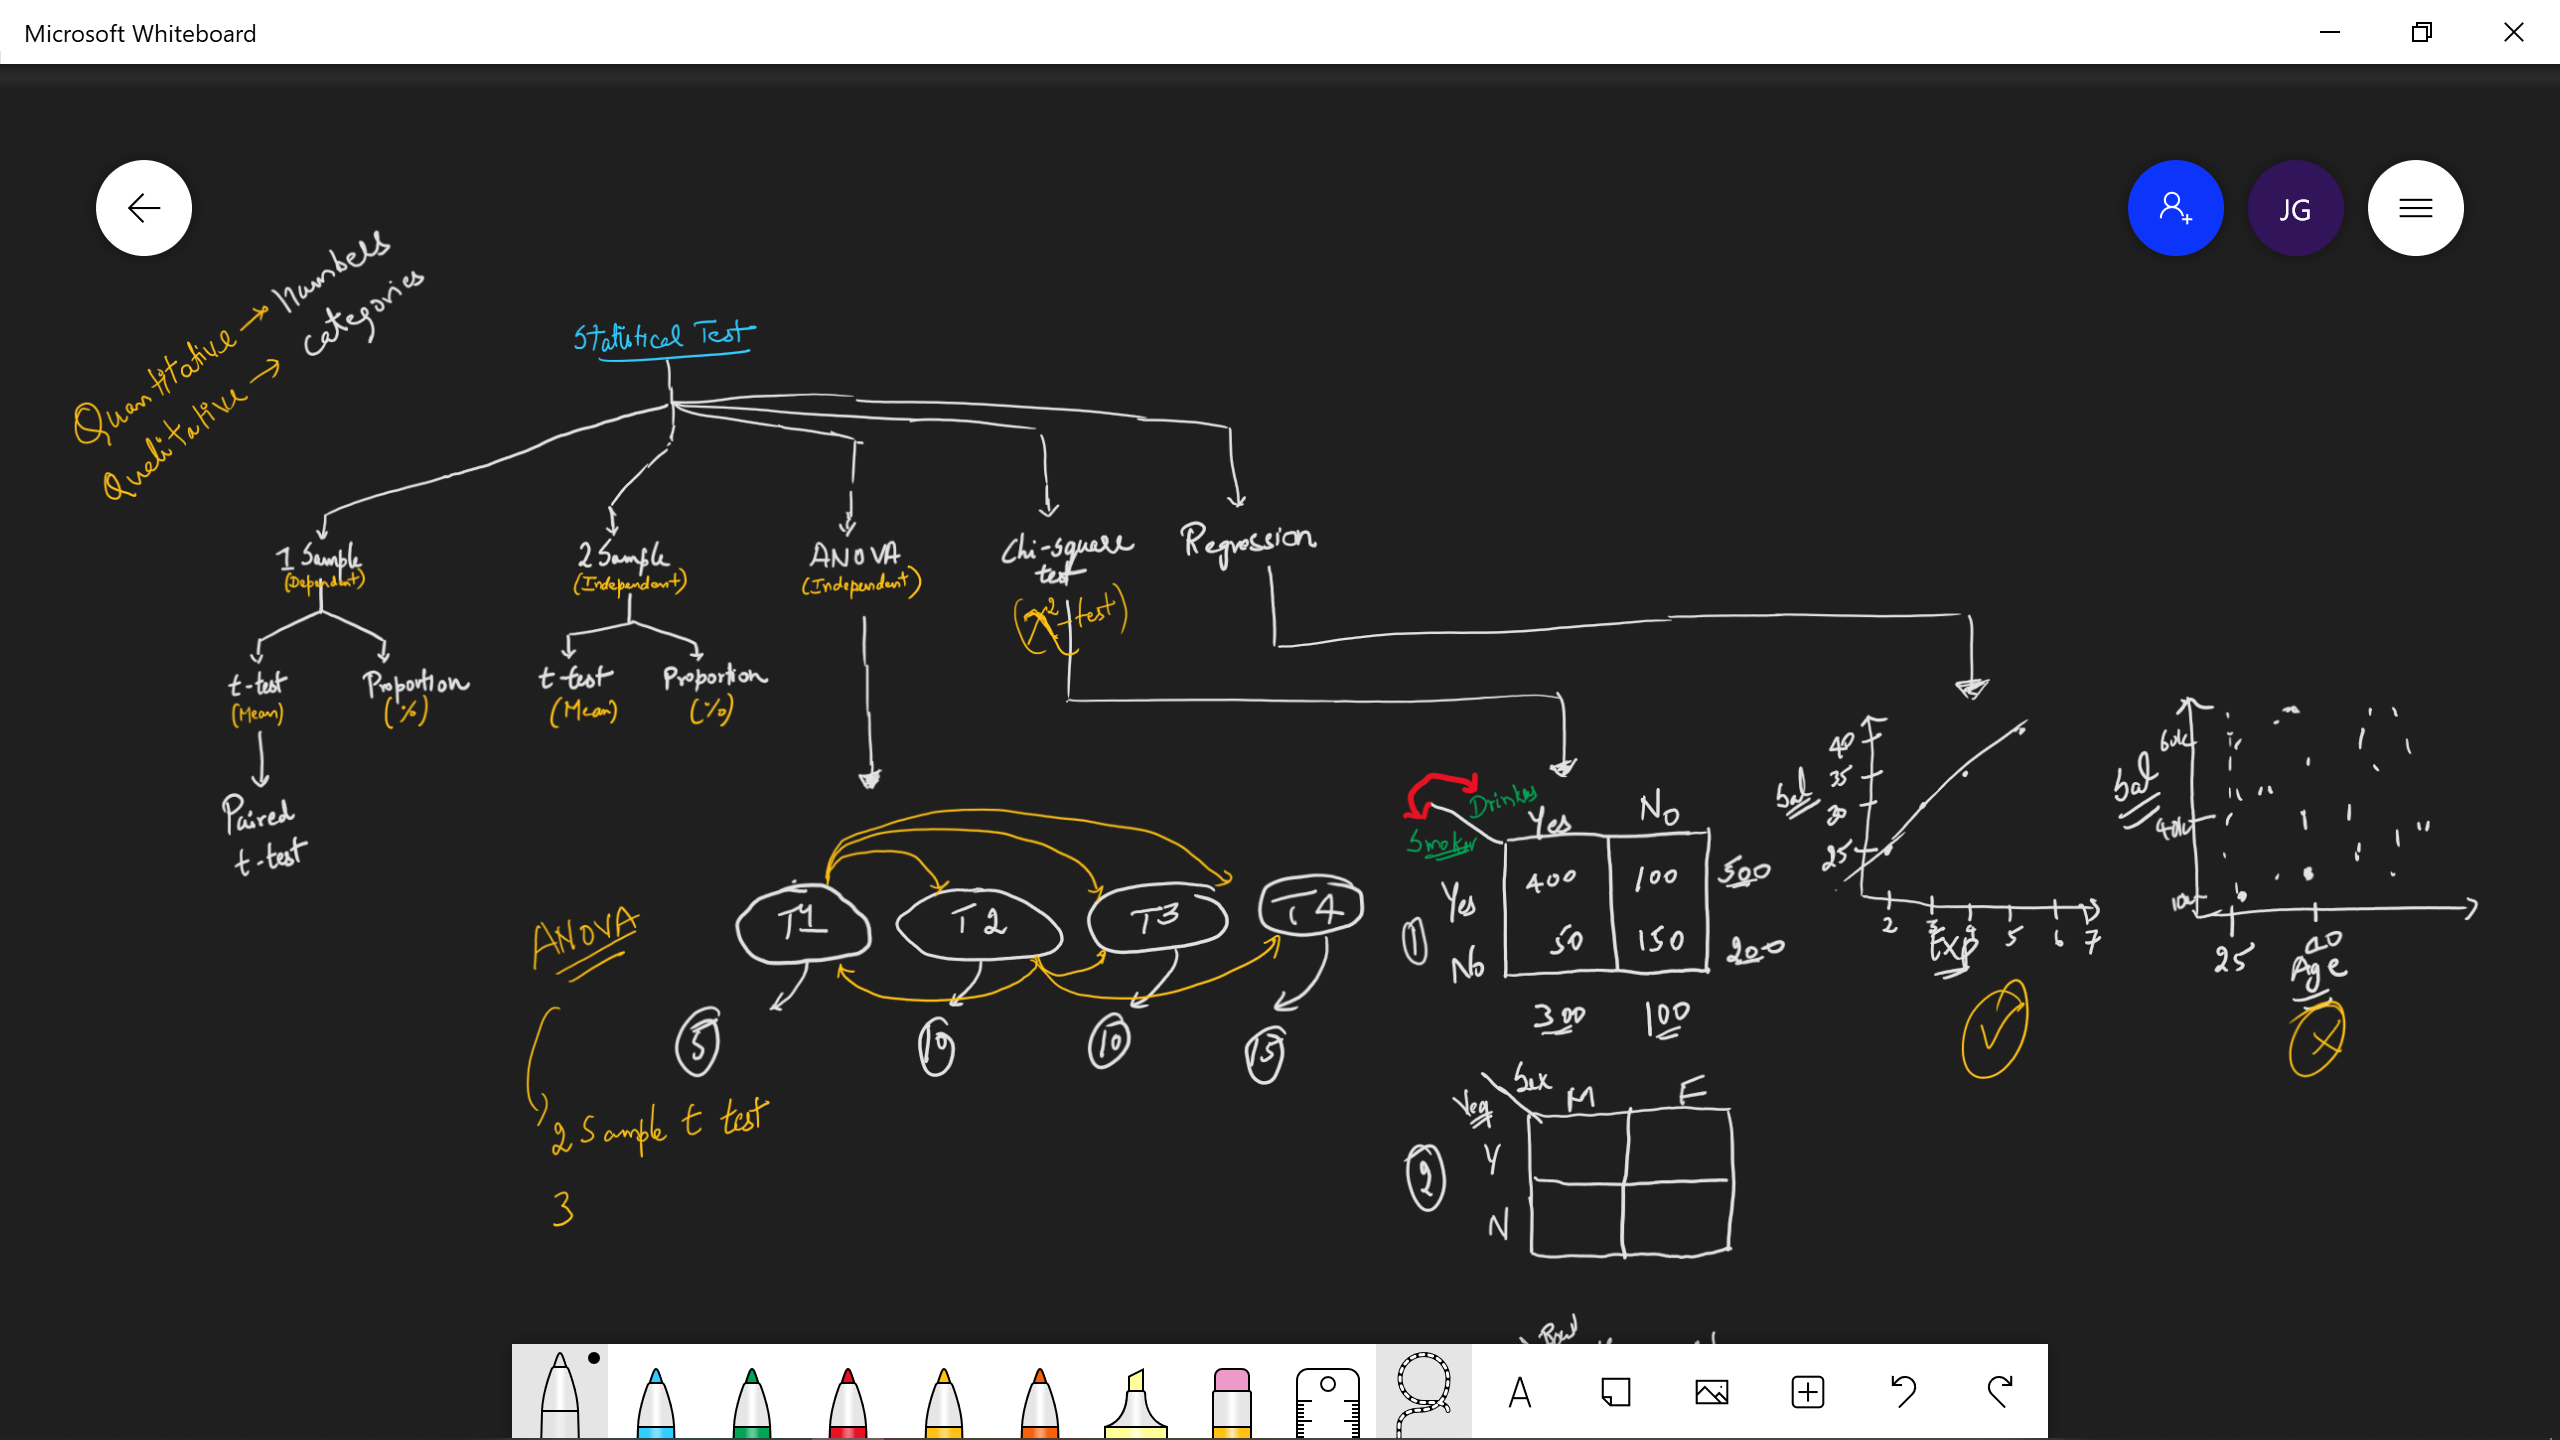 Microsoft Whiteboard
JG
Quantitative → Numbers
Qualitative → categories
Statistical Test
1 Sample
(Dependent)
2 Sample
(Independent)
ANOVA
(Independent)
Chi-square
test
(χ²-test)
Regression
t-test
(Mean)
Proportion
(%)
t-test
(Mean)
Proportion
(%)
Paired
t-test
ANOVA
2 Sample t test
3
T1
T2
T3
T4
5
10
10
15
1
Smoker
Yes No
Yes 400 100 500
No 50 150 200
300 100
2
Veg Sex M F
Y
N
Sal
40
35
30
25
2 3 4 5 6 7
Exp
Sal
60k
40k
10k
25 40
Age
A